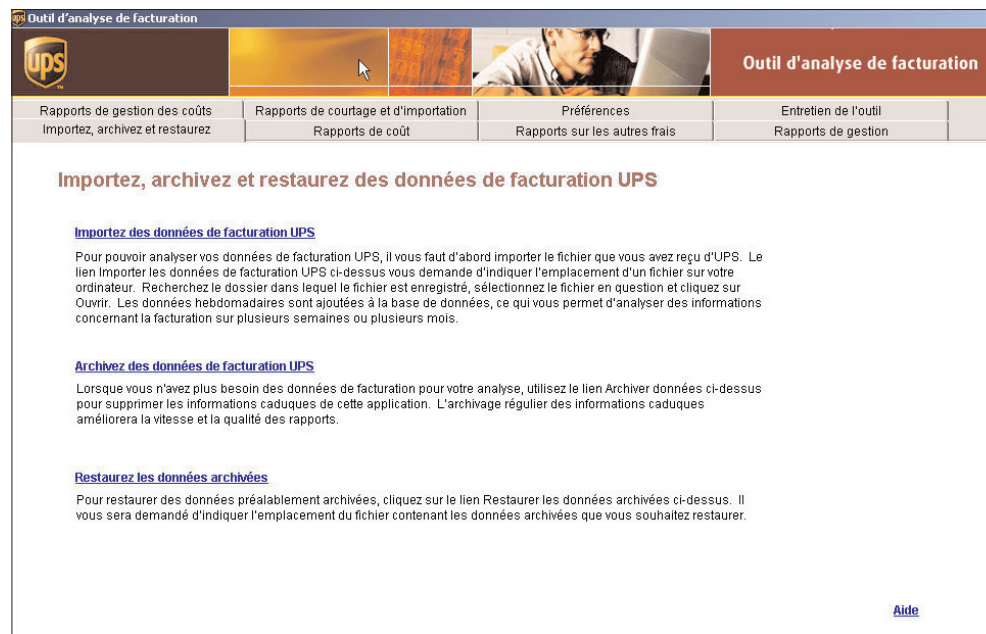 Outil d'analyse de facturation
ups
Outil d'analyse de facturation
Rapports de gestion des coûts
Rapports de courtage et d'importation
Préférences
Entretien de l'outil
Importez, archivez et restaurez
Rapports de coût
Rapports sur les autres frais
Rapports de gestion
Importez, archivez et restaurez des données de facturation UPS
Importez des données de facturation UPS
Pour pouvoir analyser vos données de facturation UPS, il vous faut d'abord importer le fichier que vous avez reçu d'UPS. Le
lien Importer les données de facturation UPS ci-dessus vous demande d'indiquer l'emplacement d'un fichier sur votre
ordinateur. Recherchez le dossier dans lequel le fichier est enregistré, sélectionnez le fichier en question et cliquez sur
Ouvrir. Les données hebdomadaires sont ajoutées à la base de données, ce qui vous permet d'analyser des informations
concernant la facturation sur plusieurs semaines ou plusieurs mois.
Archivez des données de facturation UPS
Lorsque vous n'avez plus besoin des données de facturation pour votre analyse, utilisez le lien Archiver données ci-dessus
pour supprimer les informations caduques de cette application. L'archivage régulier des informations caduques
améliorera la vitesse et la qualité des rapports.
Restaurez les données archivées
Pour restaurer des données préalablement archivées, cliquez sur le lien Restaurer les données archivées ci-dessus. Il
vous sera demandé d'indiquer l'emplacement du fichier contenant les données archivées que vous souhaitez restaurer.
Aide